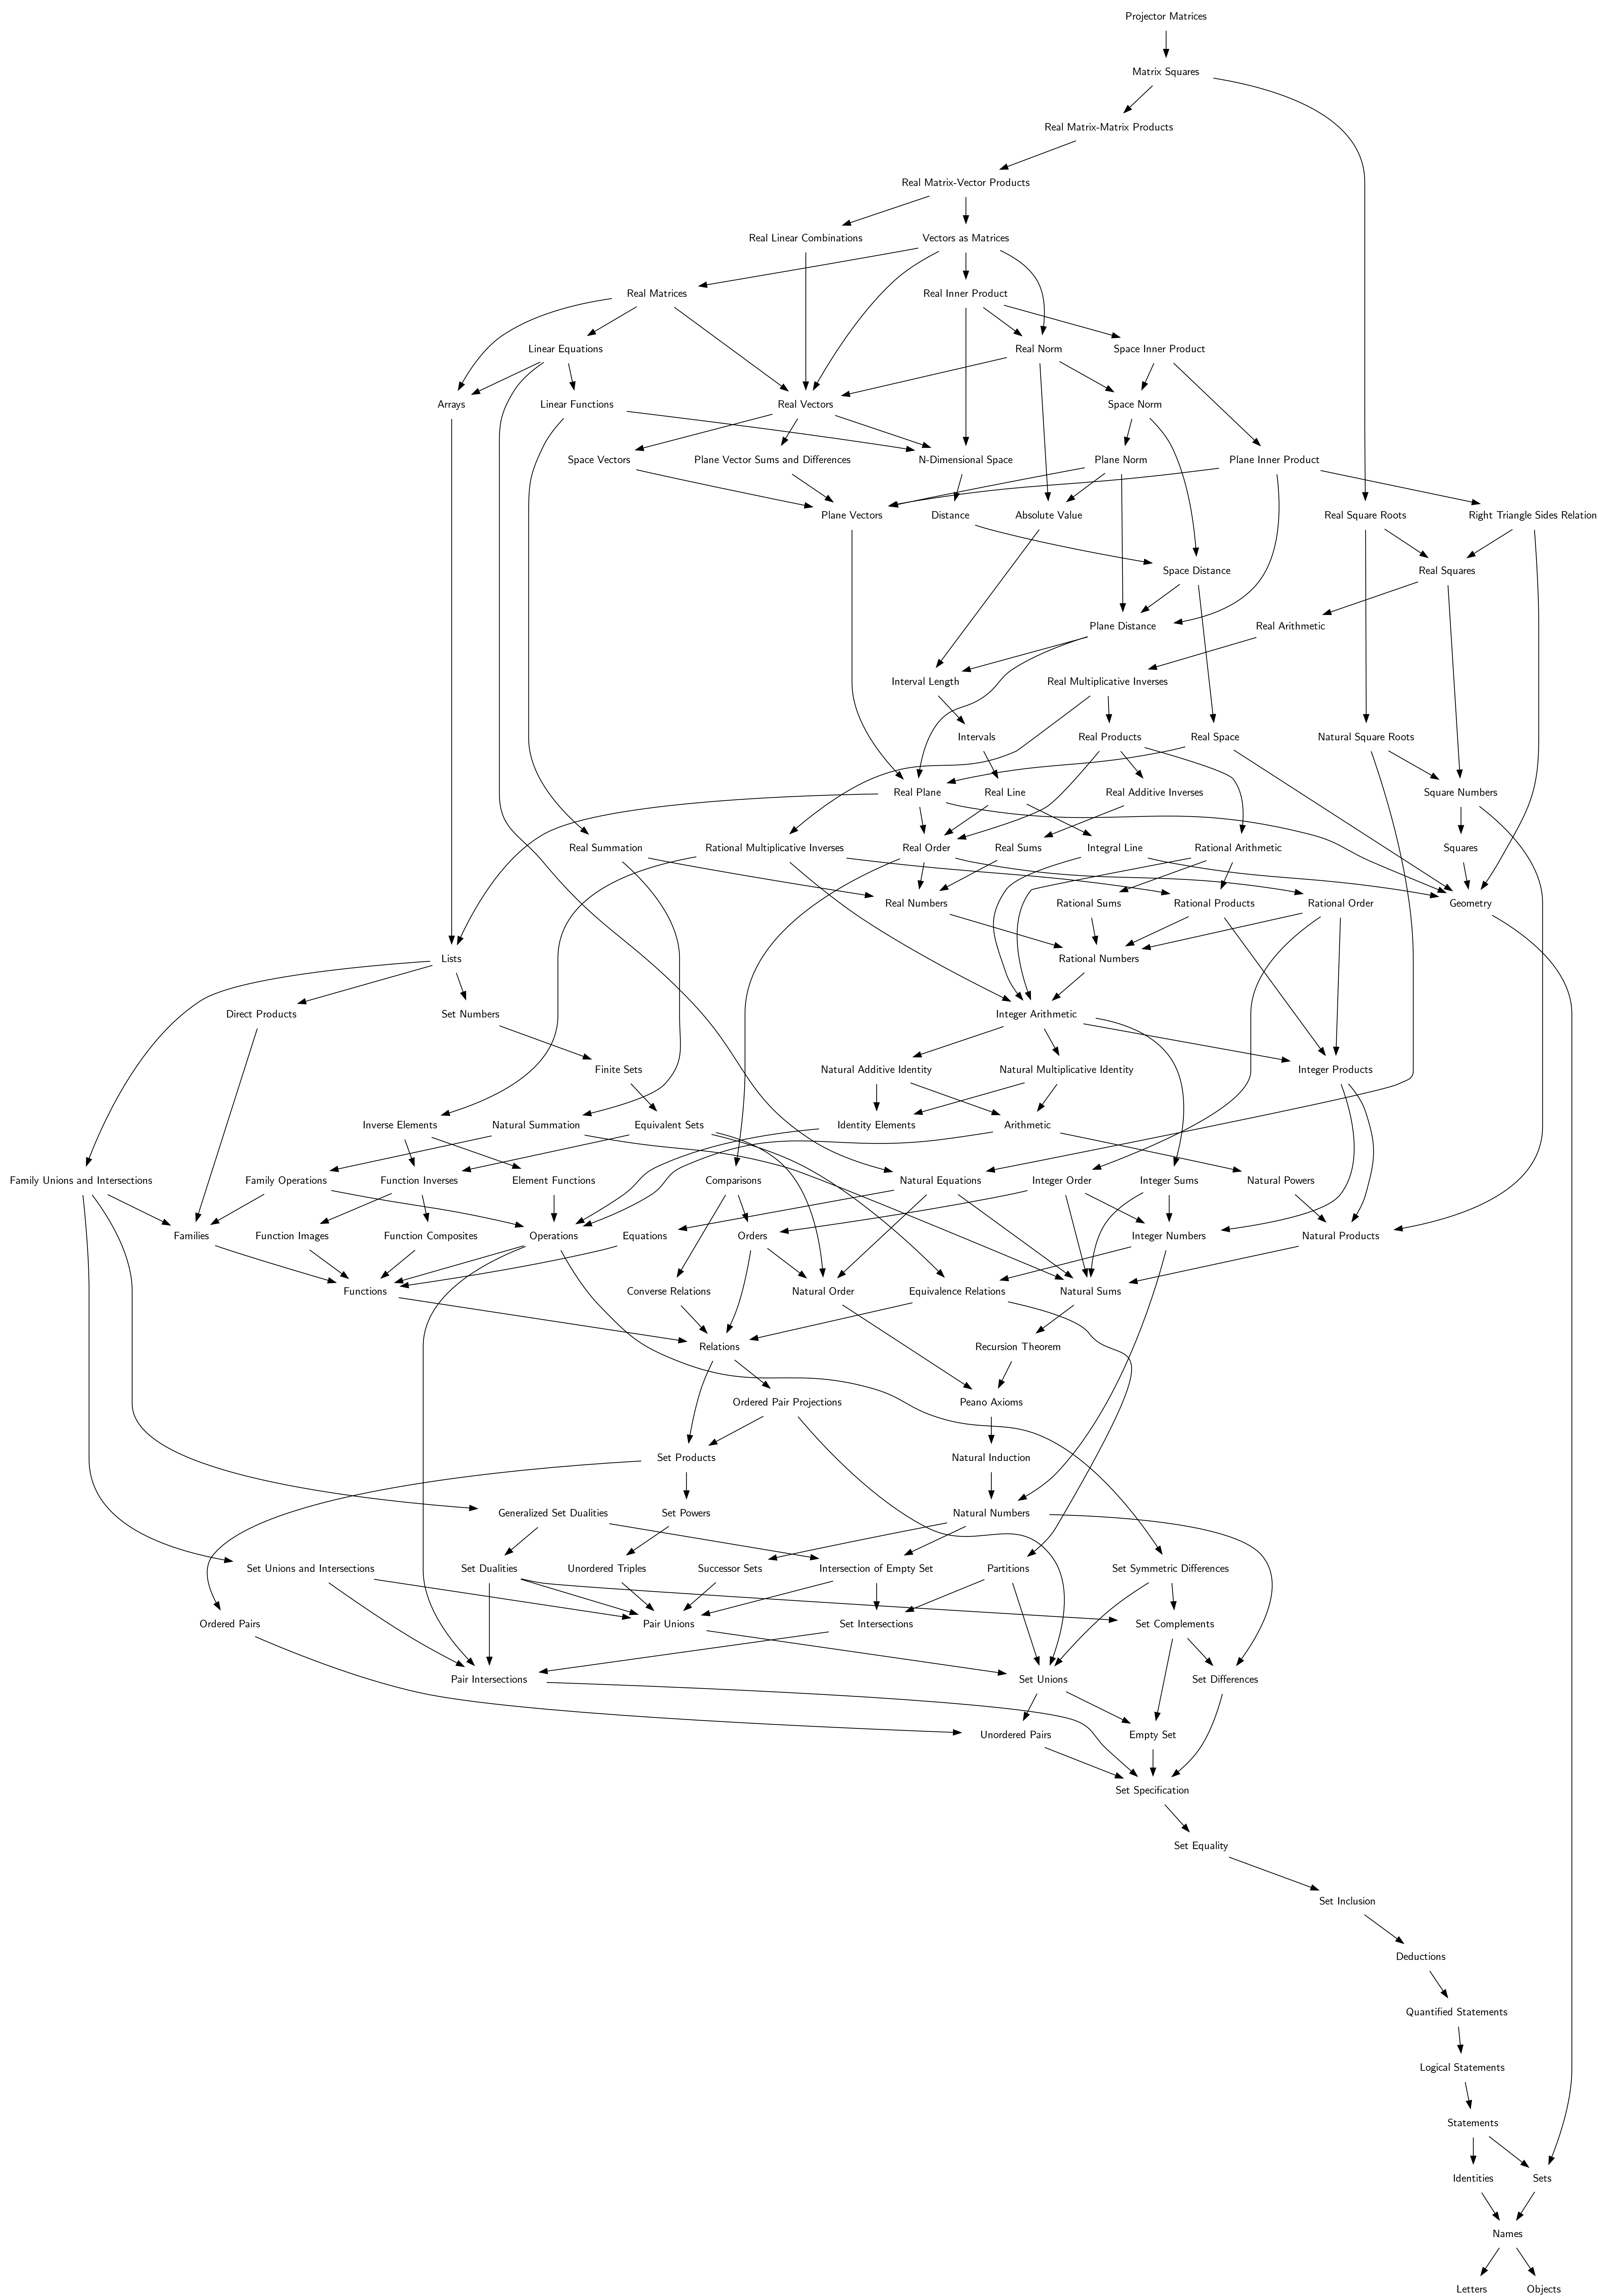 Projector Matrices
Matrix Squares
Real Matrix-Matrix Products
Real Matrix-Vector Products
Real Linear Combinations
Vectors as Matrices
Real Matrices
Real Inner Product
Linear Equations
Real Norm
Space Inner Product
Arrays
Linear Functions
Real Vectors
Space Norm
Space Vectors
Plane Vector Sums and Differences
N-Dimensional Space
Plane Norm
Plane Inner Product
Plane Vectors
Distance
Absolute Value
Real Square Roots
Right Triangle Sides Relation
Space Distance
Real Squares
Plane Distance
Real Arithmetic
Interval Length
Real Multiplicative Inverses
Intervals
Real Products
Real Space
Natural Square Roots
Real Plane
Real Line
Real Additive Inverses
Square Numbers
Real Summation
Rational Multiplicative Inverses
Real Order
Real Sums
Integral Line
Rational Arithmetic
Squares
Real Numbers
Rational Sums
Rational Products
Rational Order
Geometry
Lists
Rational Numbers
Direct Products
Set Numbers
Integer Arithmetic
Finite Sets
Natural Additive Identity
Natural Multiplicative Identity
Integer Products
Inverse Elements
Natural Summation
Equivalent Sets
Identity Elements
Arithmetic
Family Unions and Intersections
Family Operations
Function Inverses
Element Functions
Comparisons
Natural Equations
Integer Order
Integer Sums
Natural Powers
Families
Function Images
Function Composites
Operations
Equations
Orders
Integer Numbers
Natural Products
Functions
Converse Relations
Natural Order
Equivalence Relations
Natural Sums
Relations
Recursion Theorem
Ordered Pair Projections
Peano Axioms
Set Products
Natural Induction
Generalized Set Dualities
Set Powers
Natural Numbers
Set Unions and Intersections
Set Dualities
Unordered Triples
Successor Sets
Intersection of Empty Set
Partitions
Set Symmetric Differences
Ordered Pairs
Pair Unions
Set Intersections
Set Complements
Pair Intersections
Set Unions
Set Differences
Unordered Pairs
Empty Set
Set Specification
Set Equality
Set Inclusion
Deductions
Quantified Statements
Logical Statements
Statements
Identities
Sets
Names
Letters
Objects